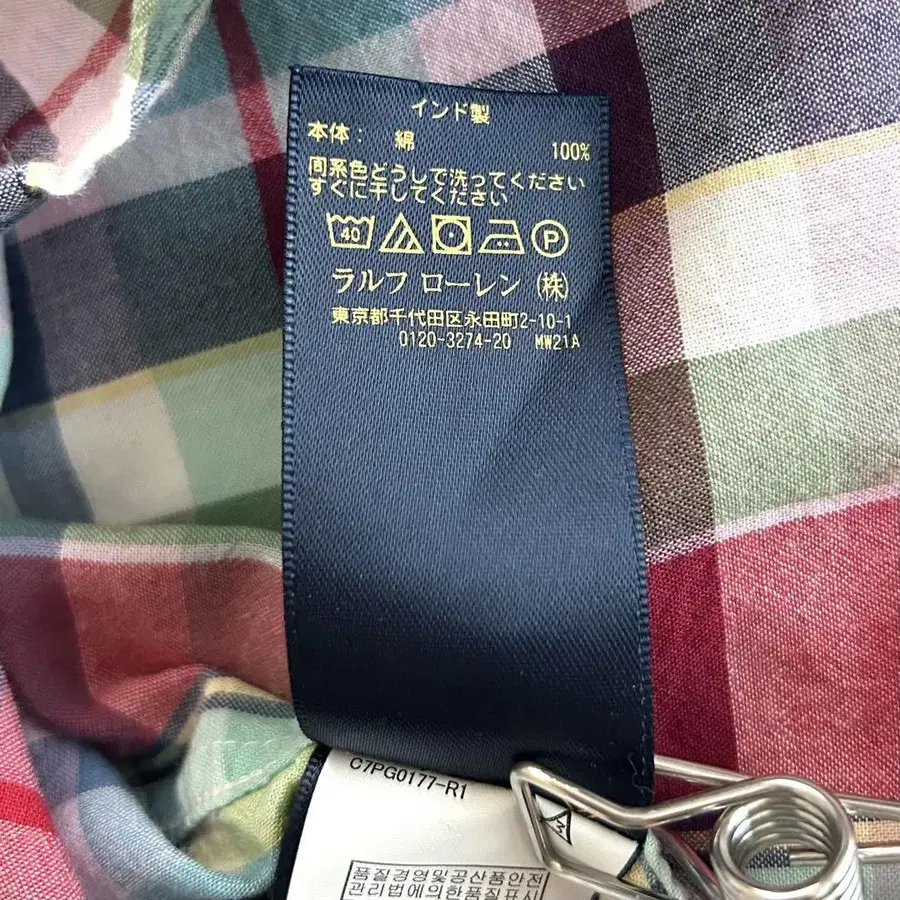 インド製
本体： 綿 100%
同系色どうしで洗ってください
すぐに干してください
40 P
ラルフ ローレン（株）
東京都千代田区永田町2-10-1
0120-3274-20 MW21A
C7PG0177-R1
품질경영및공산품안전
관리법에의한품질표시